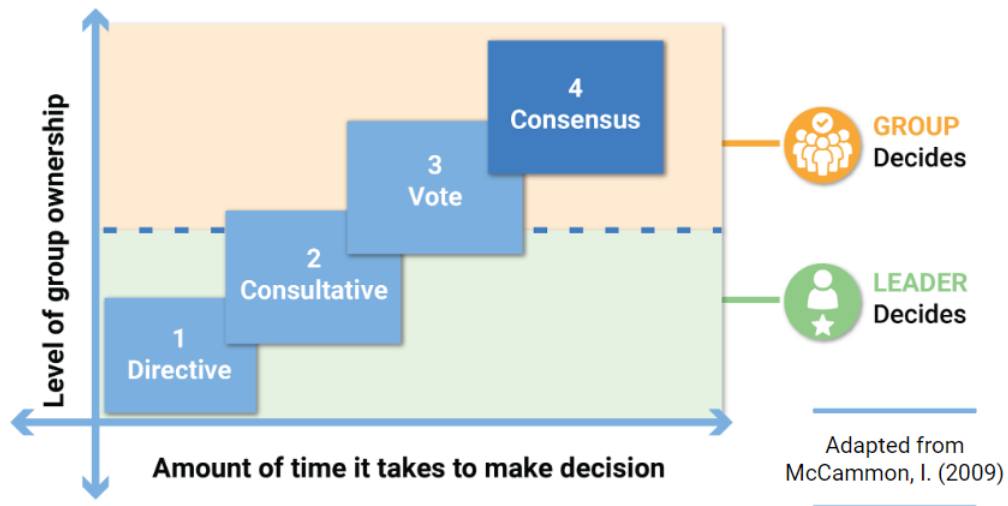 Level of group ownership
4
Consensus
3
Vote
2
Consultative
1
Directive
Amount of time it takes to make decision
GROUP
Decides
LEADER
Decides
Adapted from
McCammon, I. (2009)